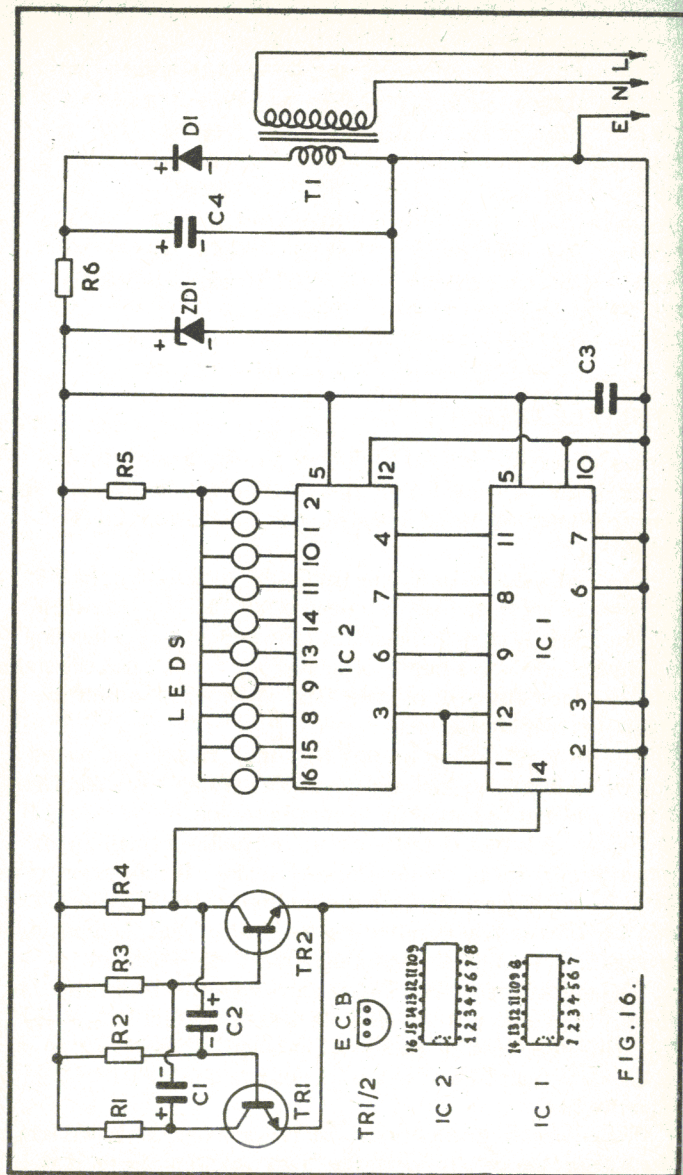 R6
D1
R1 R2 R3 R4
R5
ZD1
C4
C1
C2
LEDS
T1
TR1
TR2
16 15 8 9 13 14 11 10 1 2
IC 2
5
12
3 6 7 4
L
N
E
1 12 9 8 11
14
IC 1
5
10
2 3 6 7
C3
TR1/2
E C B
IC 2
16 15 14 13 12 11 10 9
1 2 3 4 5 6 7 8
IC 1
14 13 12 11 10 9 8
1 2 3 4 5 6 7
FIG. 16.